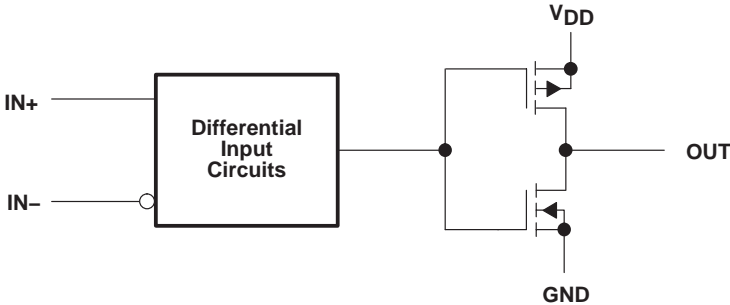 VDD
IN+
Differential
Input
Circuits
OUT
IN−
GND